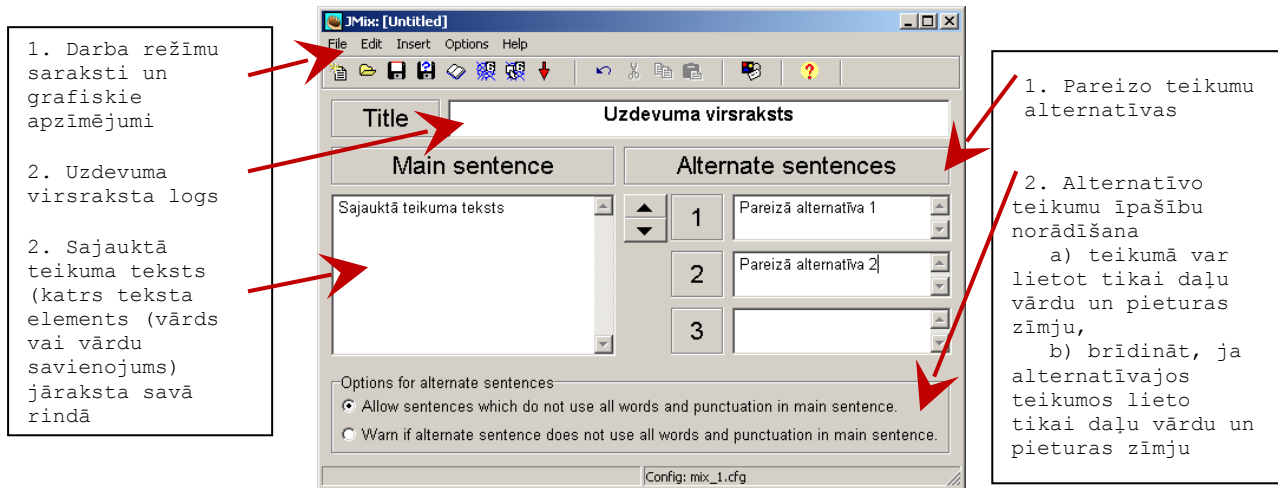 1. Darba režīmu
saraksti un
grafiskie
apzīmējumi
2. Uzdevuma
virsraksta logs
2. Sajauktā
teikuma teksts
(katrs teksta
elements (vārds
vai vārdu
savienojums)
jāraksta savā
rindā
JMix: [Untitled]
File Edit Insert Options Help
Title
Uzdevuma virsraksts
Main sentence
Alternate sentences
Sajauktā teikuma teksts
1
Pareizā alternatīva 1
2
Pareizā alternatīva 2
3
Options for alternate sentences
Allow sentences which do not use all words and punctuation in main sentence.
Warn if alternate sentence does not use all words and punctuation in main sentence.
Config: mix_1.cfg
1. Pareizo teikumu
alternatīvas
2. Alternatīvo
teikumu īpašību
norādīšana
a) teikumā var
lietot tikai daļu
vārdu un pieturas
zīmju,
b) brīdināt, ja
alternatīvajos
teikumos lieto
tikai daļu vārdu un
pieturas zīmju